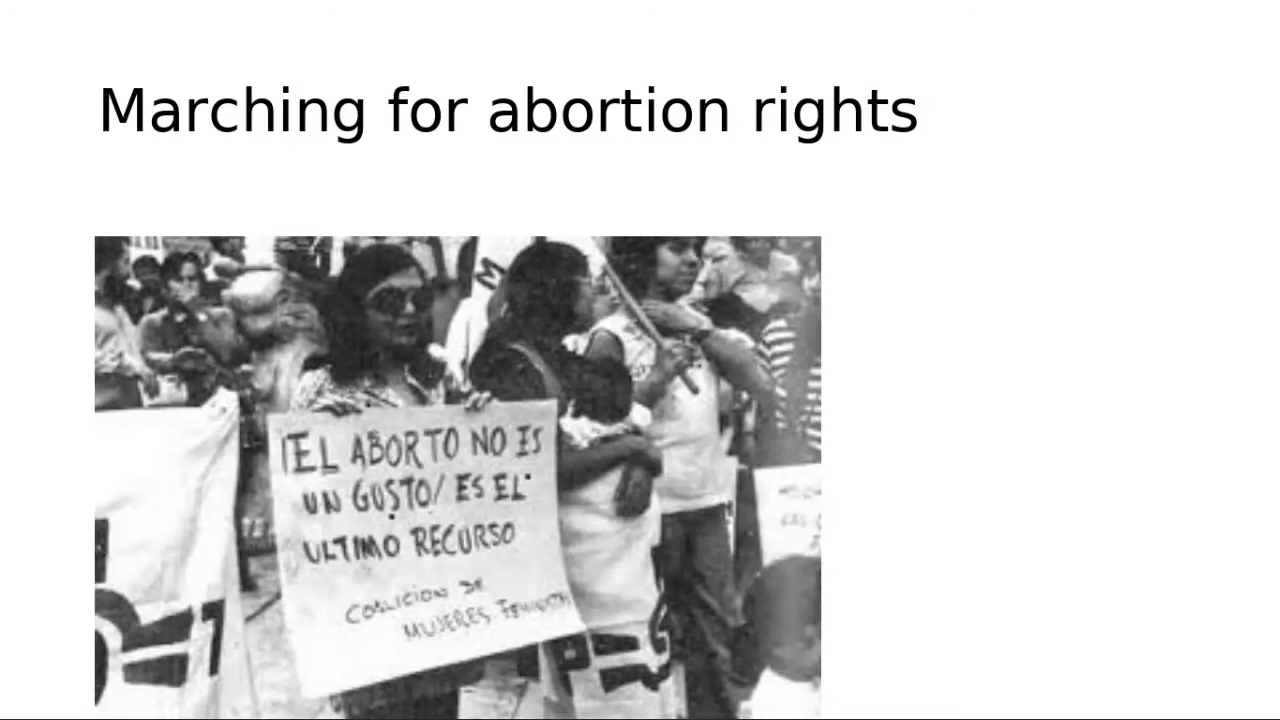 Marching for abortion rights
M
¡EL ABORTO NO ES
UN GUSTO/ ES EL
ULTIMO RECURSO
COALICION DE
MUJERES FEMINISTAS